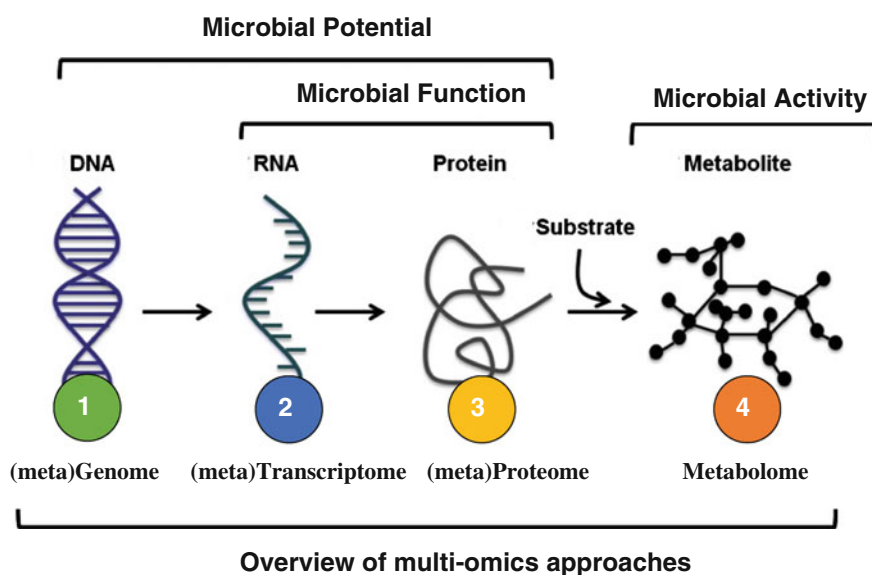 Microbial Potential
Microbial Function
Microbial Activity
DNA
RNA
Protein
Metabolite
Substrate
1
2
3
4
(meta)Genome
(meta)Transcriptome
(meta)Proteome
Metabolome
Overview of multi-omics approaches